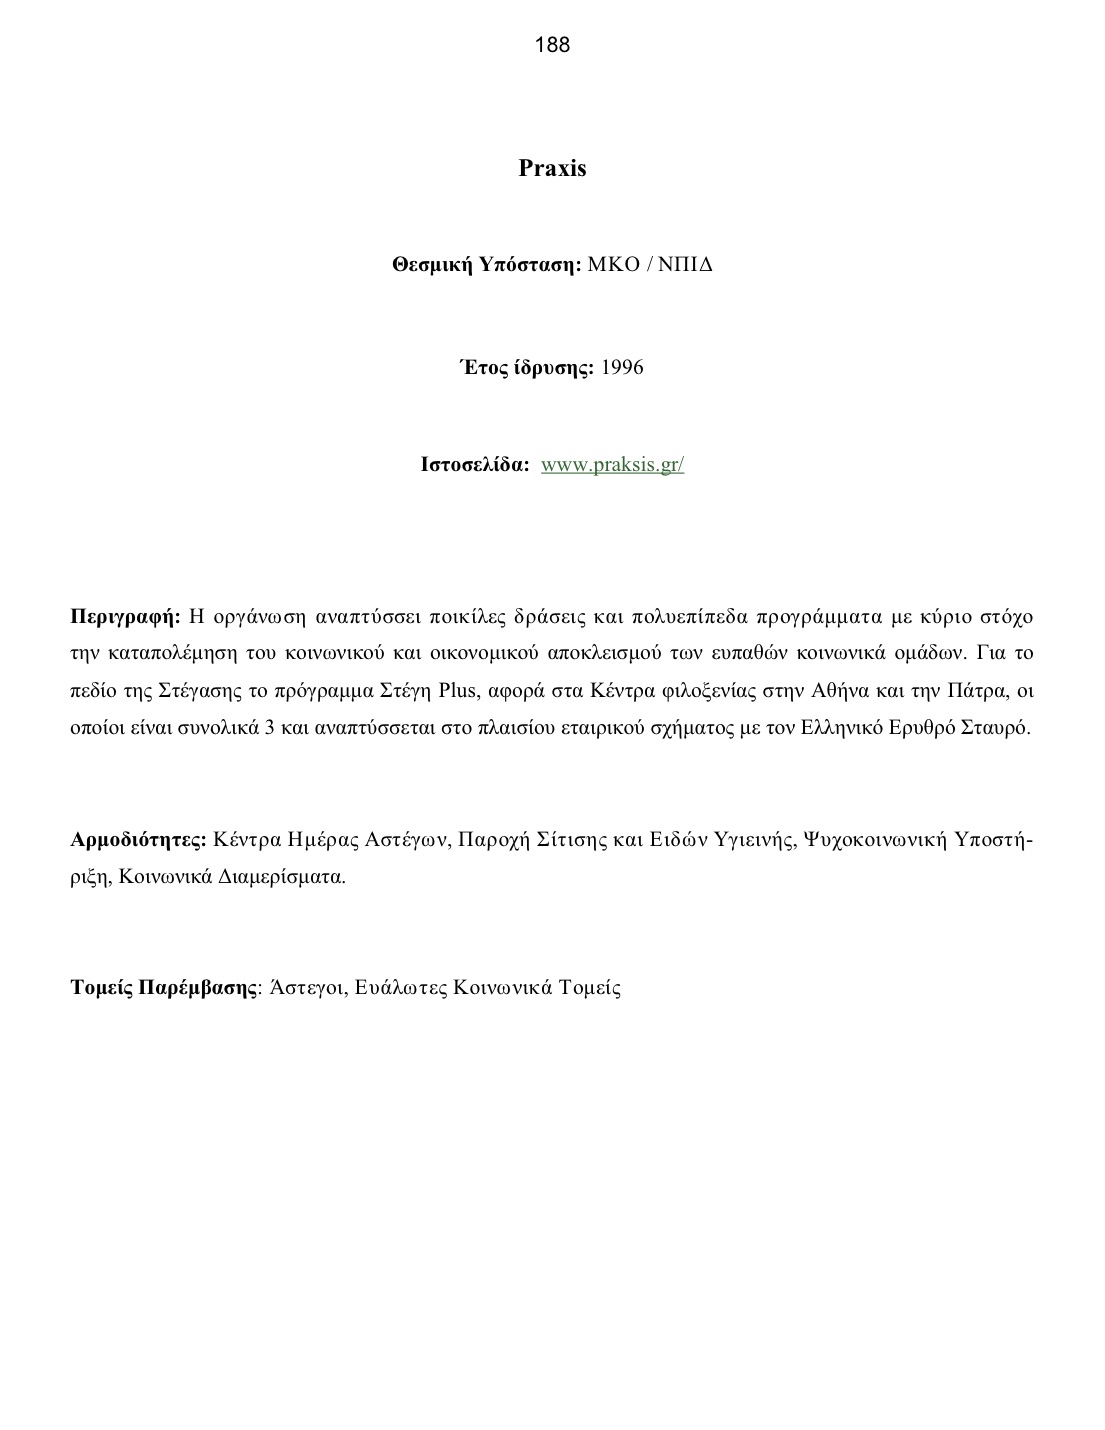 188
Praxis
Θεσμική Υπόσταση: ΜΚΟ / ΝΠΙΔ
Έτος ίδρυσης: 1996
Ιστοσελίδα: www.praksis.gr/
Περιγραφή: Η οργάνωση αναπτύσσει ποικίλες δράσεις και πολυεπίπεδα προγράμματα με κύριο στόχο
την καταπολέμηση του κοινωνικού και οικονομικού αποκλεισμού των ευπαθών κοινωνικά ομάδων. Για το
πεδίο της Στέγασης το πρόγραμμα Στέγη Plus, αφορά στα Κέντρα φιλοξενίας στην Αθήνα και την Πάτρα, οι
οποίοι είναι συνολικά 3 και αναπτύσσεται στο πλαισίου εταιρικού σχήματος με τον Ελληνικό Ερυθρό Σταυρό.
Αρμοδιότητες: Κέντρα Ημέρας Αστέγων, Παροχή Σίτισης και Ειδών Υγιεινής, Ψυχοκοινωνική Υποστή-
ριξη, Κοινωνικά Διαμερίσματα.
Τομείς Παρέμβασης: Άστεγοι, Ευάλωτες Κοινωνικά Τομείς